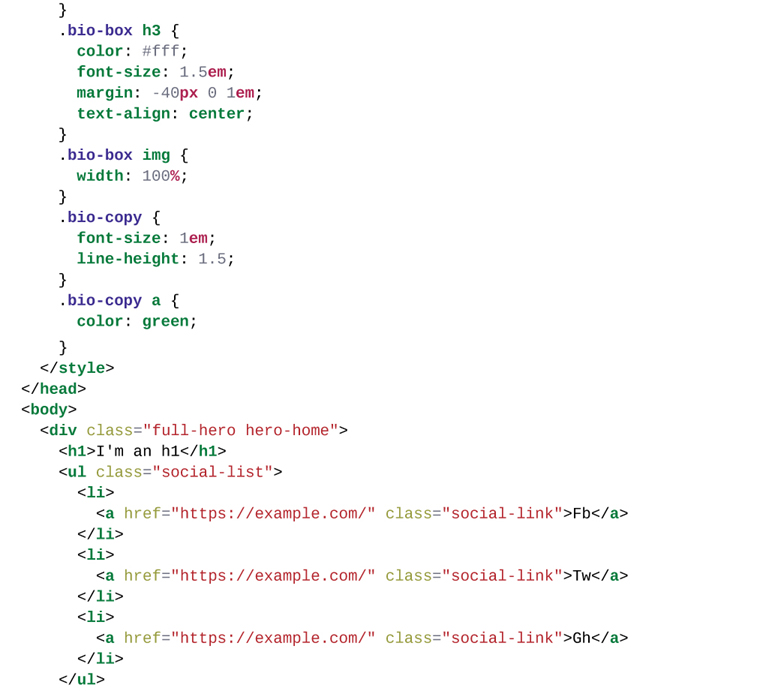 }
.bio-box h3 {
color: #fff;
font-size: 1.5em;
margin: -40px 0 1em;
text-align: center;
}
.bio-box img {
width: 100%;
}
.bio-copy {
font-size: 1em;
line-height: 1.5;
}
.bio-copy a {
color: green;
}
</style>
</head>
<body>
<div class="full-hero hero-home">
<h1>I'm an h1</h1>
<ul class="social-list">
<li>
<a href="https://example.com/" class="social-link">Fb</a>
</li>
<li>
<a href="https://example.com/" class="social-link">Tw</a>
</li>
<li>
<a href="https://example.com/" class="social-link">Gh</a>
</li>
</ul>